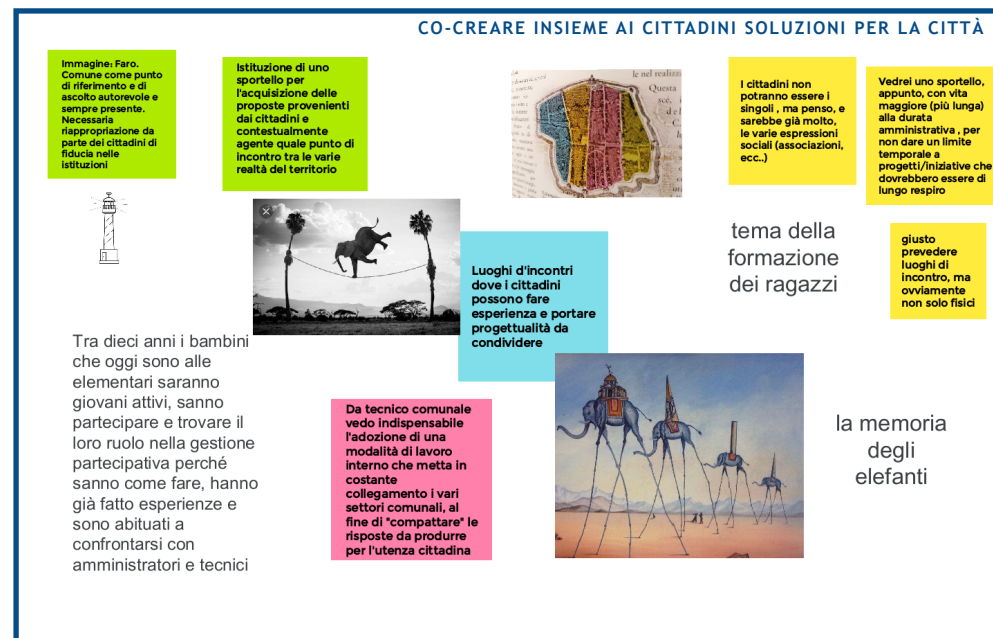 CO-CREARE INSIEME AI CITTADINI SOLUZIONI PER LA CITTÀ
Immagine: Faro.
Comune come punto
di riferimento e di
ascolto autorevole e
sempre presente.
Necessaria
riappropriazione da
parte dei cittadini di
fiducia nelle
istituzioni
Istituzione di uno
sportello per
l'acquisizione delle
proposte provenienti
dai cittadini e
contestualmente
agente quale punto di
incontro tra le varie
realtà del territorio
le nel realizza
Questa
sce, i
I cittadini non
potranno essere i
singoli , ma penso, e
sarebbe già molto,
le varie espressioni
sociali (associazioni,
ecc..)
Vedrei uno sportello,
appunto, con vita
maggiore (più lunga)
alla durata
amministrativa , per
non dare un limite
temporale a
progetti/iniziative che
dovrebbero essere di
lungo respiro
tema della
formazione
dei ragazzi
giusto
prevedere
luoghi di
incontro, ma
ovviamente
non solo fisici
Luoghi d'incontri
dove i cittadini
possono fare
esperienza e portare
progettualità da
condividere
Tra dieci anni i bambini
che oggi sono alle
elementari saranno
giovani attivi, sanno
partecipare e trovare il
loro ruolo nella gestione
partecipativa perché
sanno come fare, hanno
già fatto esperienze e
sono abituati a
confrontarsi con
amministratori e tecnici
Da tecnico comunale
vedo indispensabile
l'adozione di una
modalità di lavoro
interno che metta in
costante
collegamento i vari
settori comunali, al
fine di "compattare" le
risposte da produrre
per l'utenza cittadina
la memoria
degli
elefanti